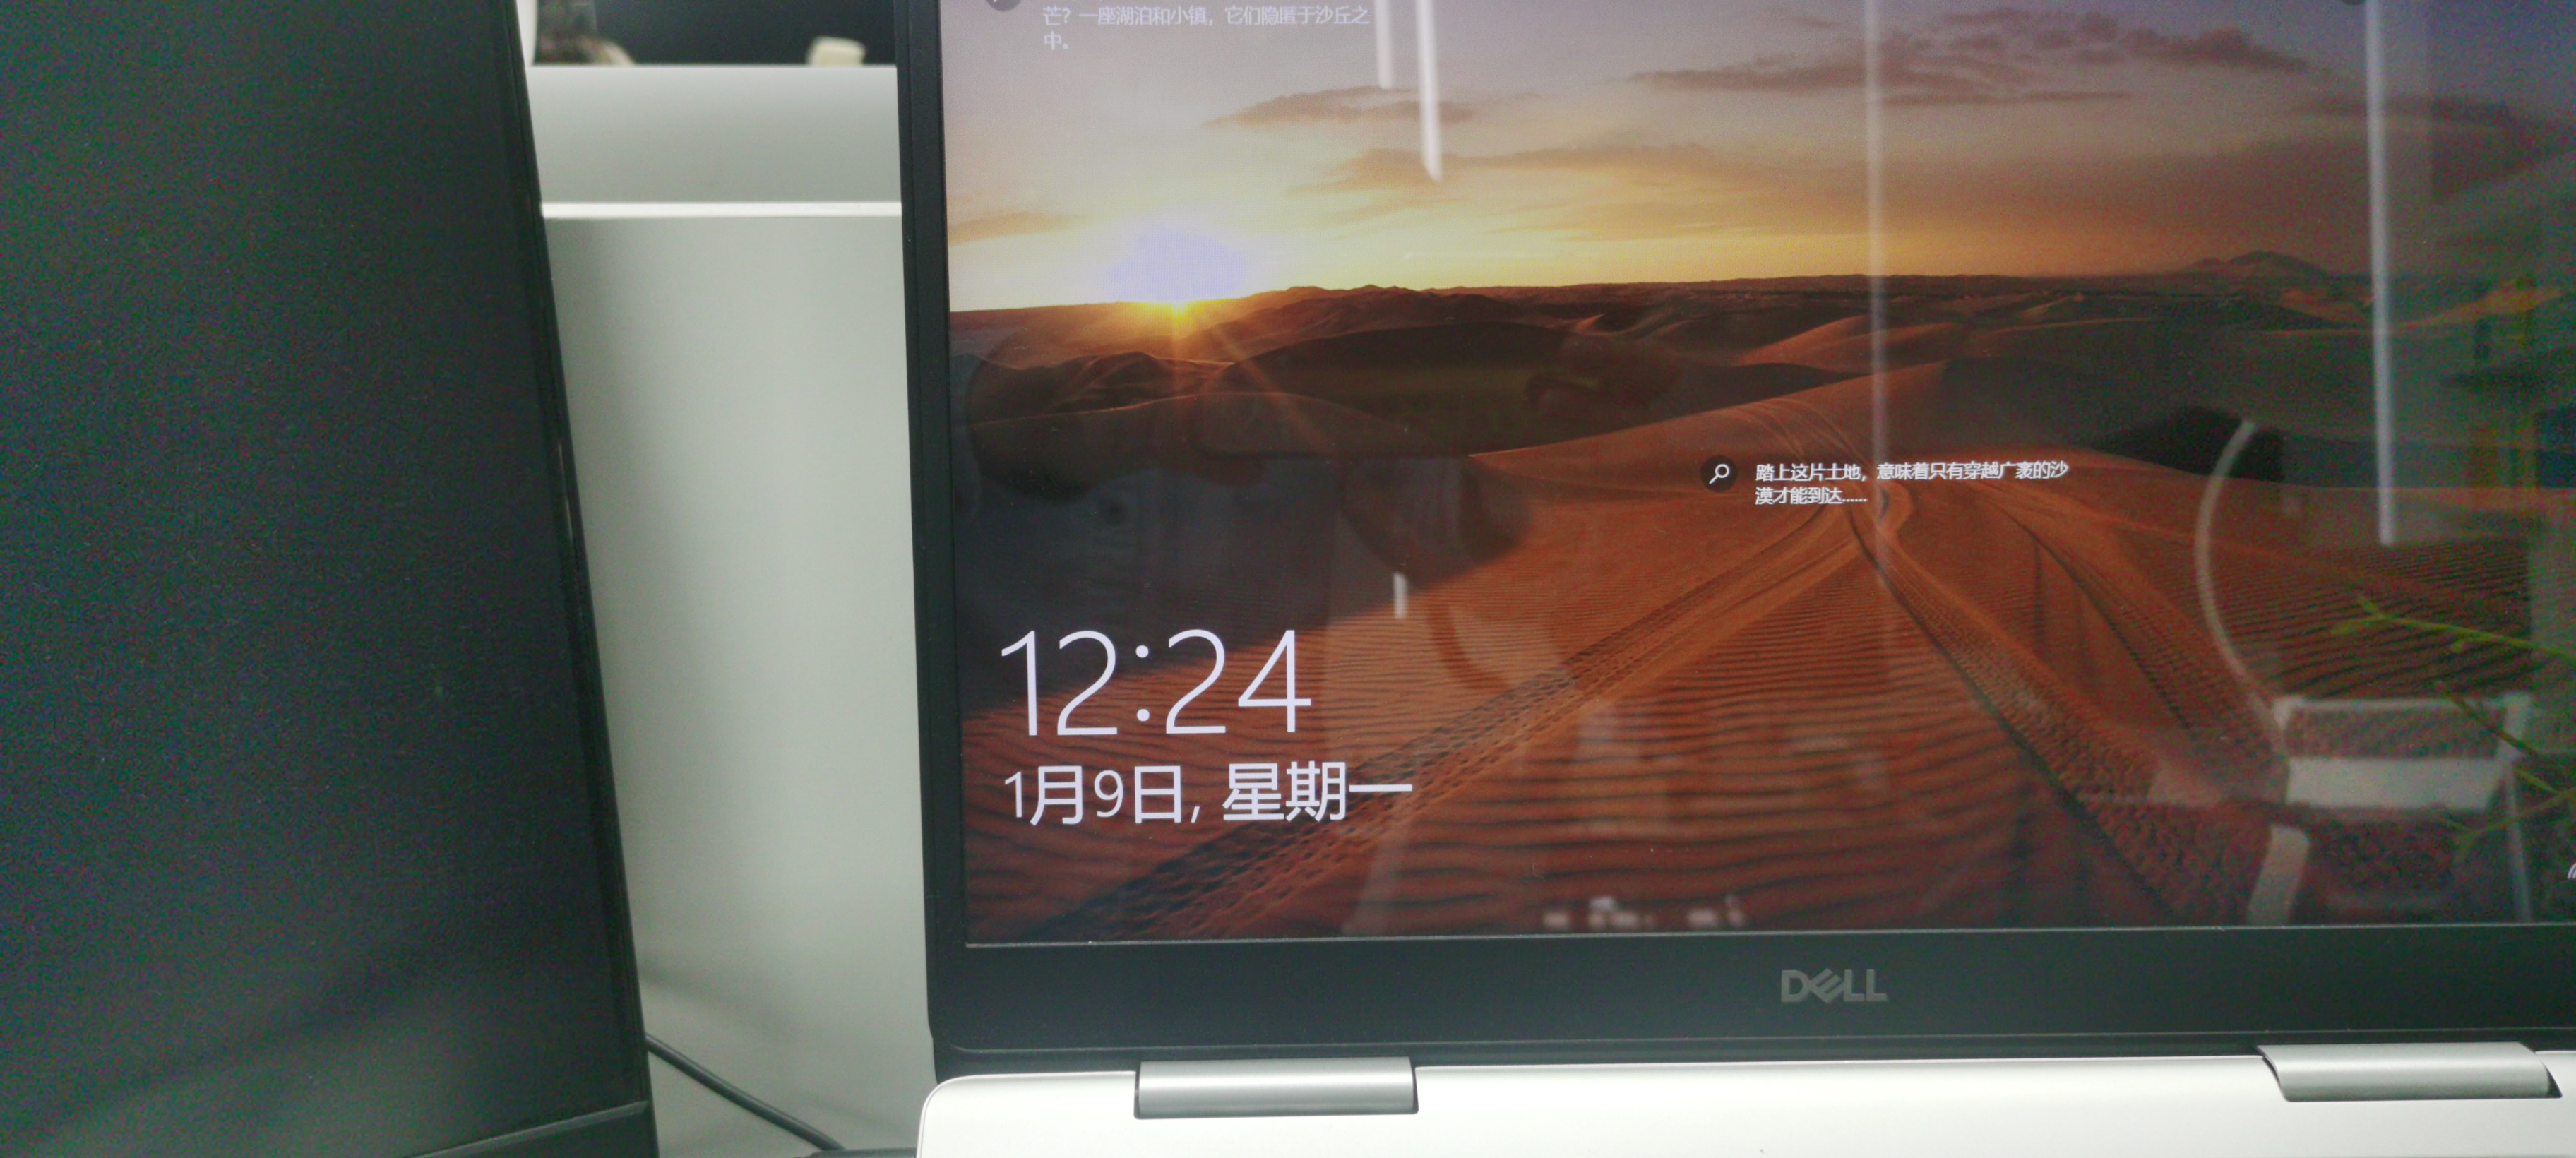 芒？一座湖泊和小镇，它们隐匿于沙丘之
中。
踏上这片土地，意味着只有穿越广袤的沙
漠才能到达......
12:24
1月9日, 星期一
DELL